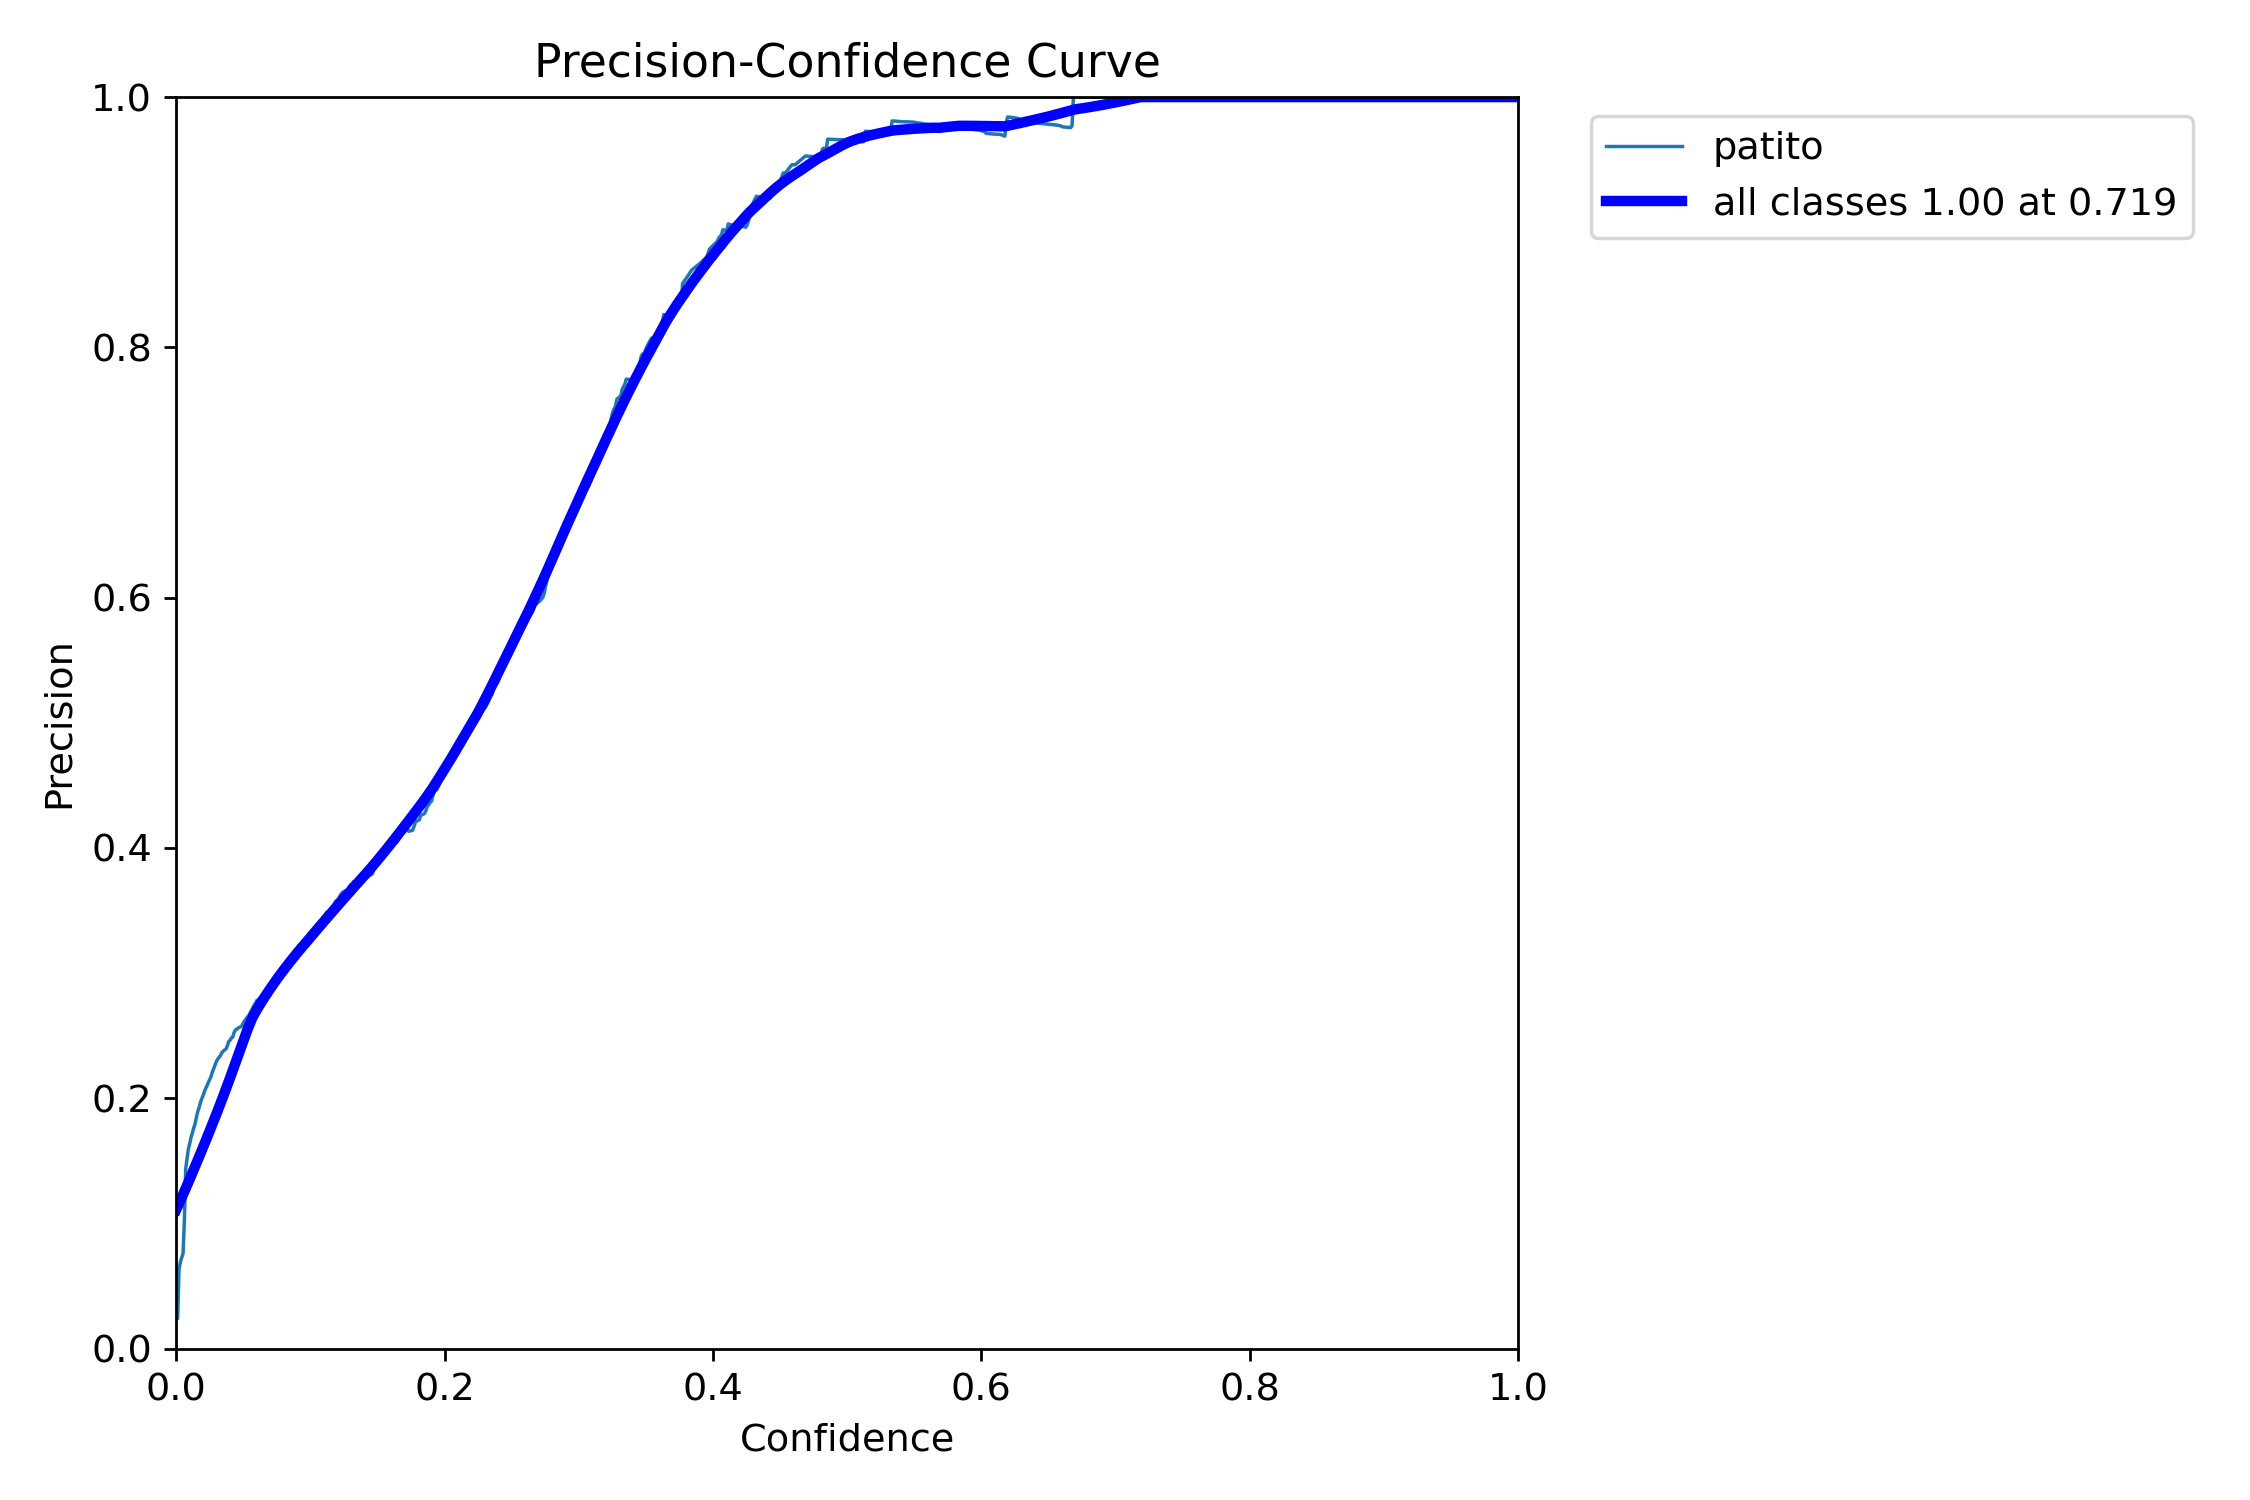 Precision-Confidence Curve
1.0
0.8
0.6
0.4
0.2
0.0
Precision
0.0 0.2 0.4 0.6 0.8 1.0
Confidence
patito
all classes 1.00 at 0.719